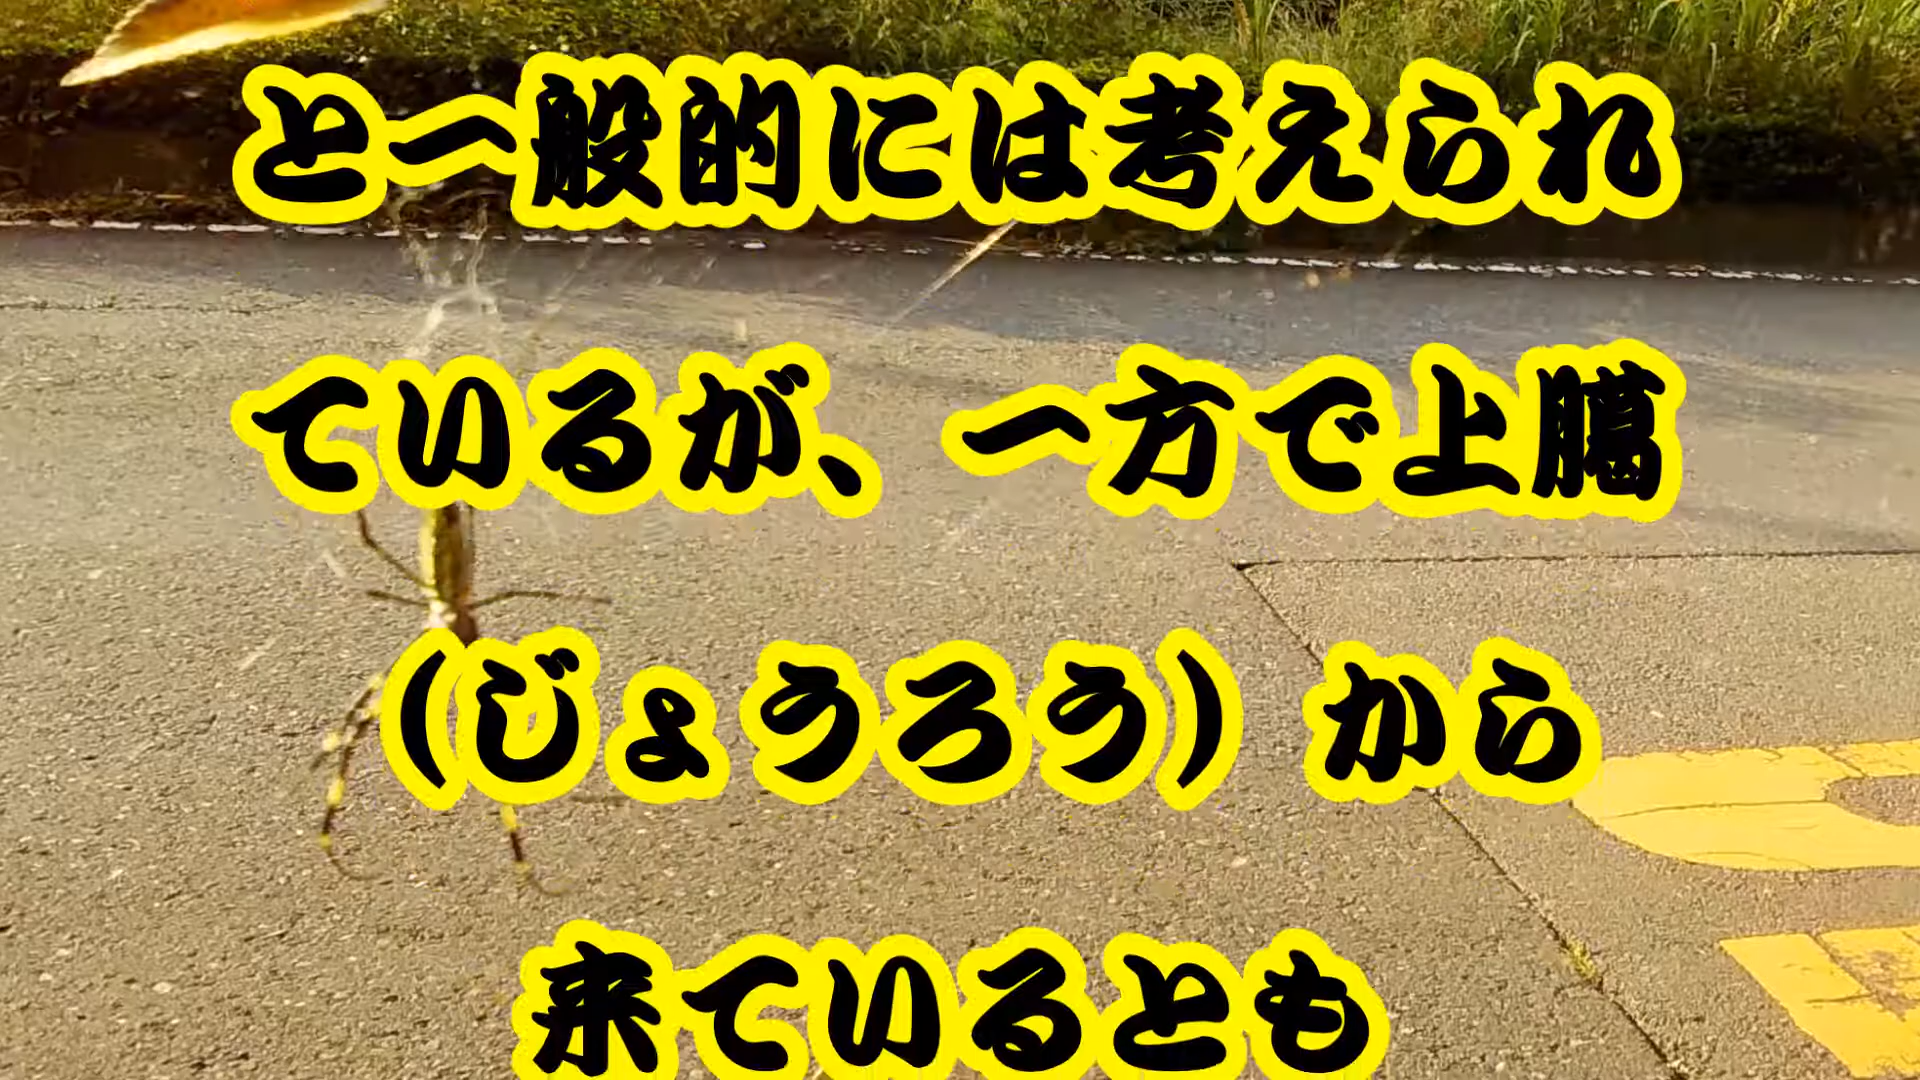 と一般的には考えられ
ているが、一方で上臈
(じょうろう)から
来ているとも